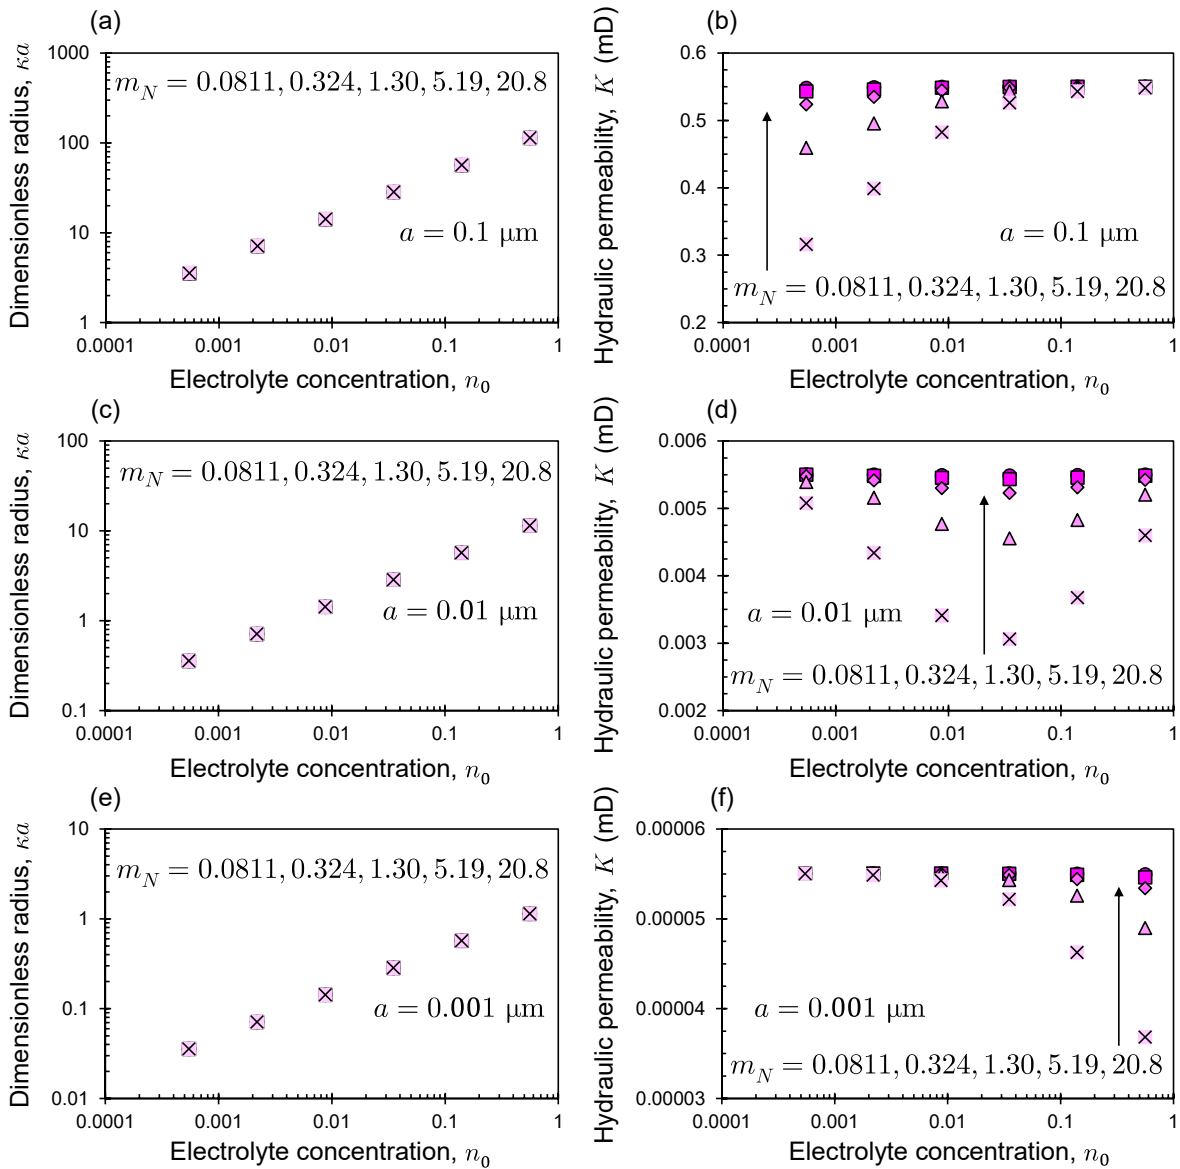 (a)
Dimensionless radius, κa
1000
100
10
1
m_N = 0.0811, 0.324, 1.30, 5.19, 20.8
a = 0.1 μm
0.0001 0.001 0.01 0.1 1
Electrolyte concentration, n₀
(b)
Hydraulic permeability, K (mD)
0.6
0.5
0.4
0.3
0.2
a = 0.1 μm
m_N = 0.0811, 0.324, 1.30, 5.19, 20.8
0.0001 0.001 0.01 0.1 1
Electrolyte concentration, n₀
(c)
Dimensionless radius, κa
100
10
1
0.1
m_N = 0.0811, 0.324, 1.30, 5.19, 20.8
a = 0.01 μm
0.0001 0.001 0.01 0.1 1
Electrolyte concentration, n₀
(d)
Hydraulic permeability, K (mD)
0.006
0.005
0.004
0.003
0.002
a = 0.01 μm
m_N = 0.0811, 0.324, 1.30, 5.19, 20.8
0.0001 0.001 0.01 0.1 1
Electrolyte concentration, n₀
(e)
Dimensionless radius, κa
10
1
0.1
0.01
m_N = 0.0811, 0.324, 1.30, 5.19, 20.8
a = 0.001 μm
0.0001 0.001 0.01 0.1 1
Electrolyte concentration, n₀
(f)
Hydraulic permeability, K (mD)
0.00006
0.00005
0.00004
0.00003
a = 0.001 μm
m_N = 0.0811, 0.324, 1.30, 5.19, 20.8
0.0001 0.001 0.01 0.1 1
Electrolyte concentration, n₀